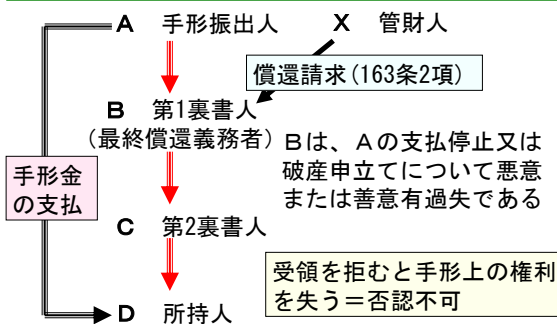 A 手形振出人 X 管財人
償還請求(163条2項)
B 第1裏書人
(最終償還義務者)
Bは、Aの支払停止又は
破産申立てについて悪意
または善意有過失である
手形金
の支払
C 第2裏書人
受領を拒むと手形上の権利
を失う=否認不可
D 所持人